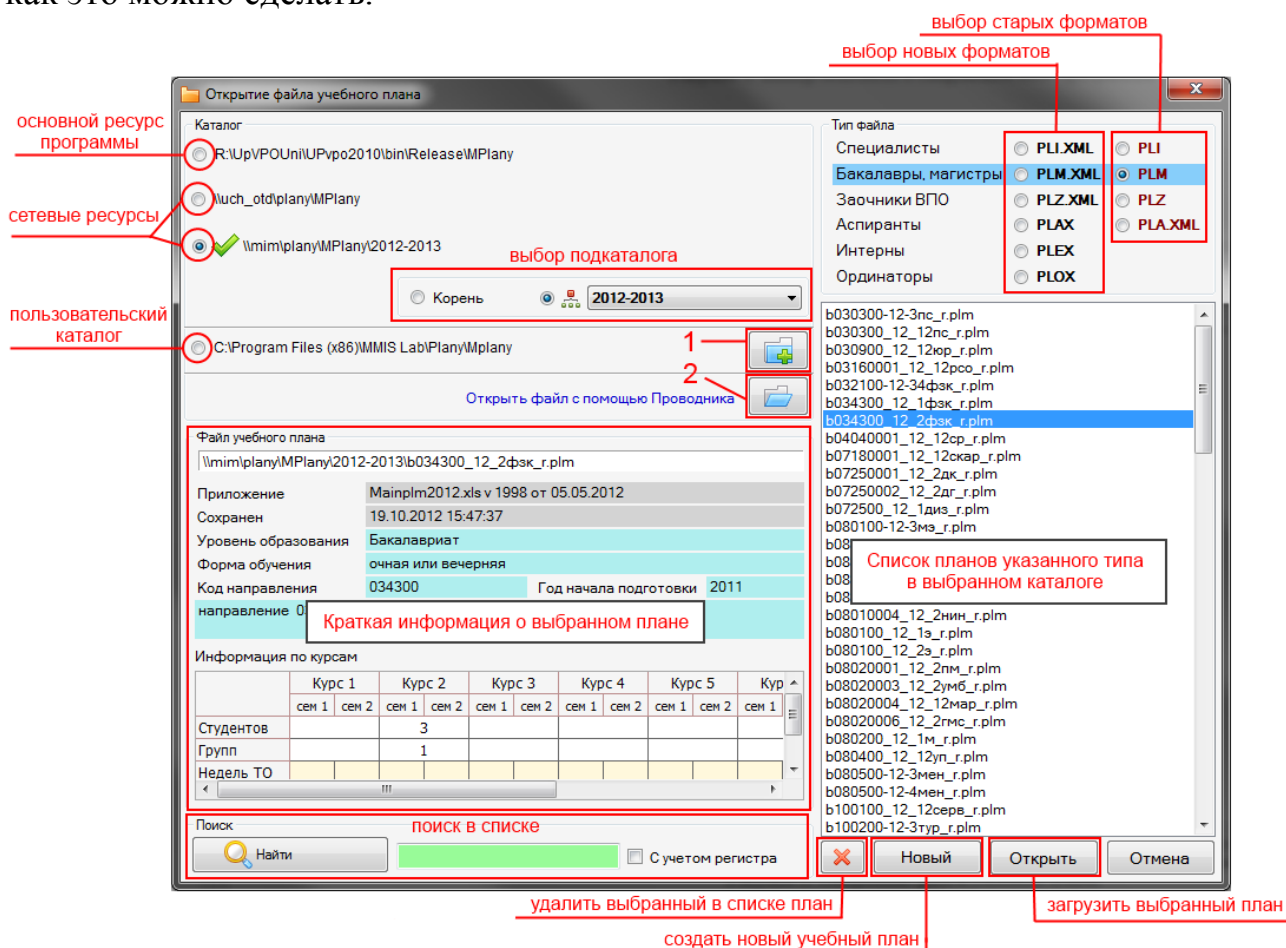 как это можно сделать.
выбор старых форматов
выбор новых форматов
Открытие файла учебного плана
основной ресурс
программы
Каталог
R:\UpVPOUni\UPvpo2010\bin\Release\MPlany
\\uch_otd\plany\MPlany
сетевые ресурсы
\\mim\plany\MPlany\2012-2013
выбор подкаталога
Корень
2012-2013
пользовательский
каталог
C:\Program Files (x86)\MMIS Lab\Plany\Mplany
1
2
Открыть файл с помощью Проводника
Тип файла
Специалисты PLI.XML PLI
Бакалавры, магистры PLM.XML PLM
Заочники ВПО PLZ.XML PLZ
Аспиранты PLAX PLA.XML
Интерны PLEX
Ординаторы PLOX
b030300-12-3пс_r.plm
b030300_12_12пс_r.plm
b030900_12_12юр_r.plm
b03160001_12_12рсо_r.plm
b032100-12-34фзк_r.plm
b034300_12_1фзк_r.plm
b034300_12_2фзк_r.plm
b04040001_12_12ср_r.plm
b07180001_12_12скар_r.plm
b07250001_12_2дк_r.plm
b07250002_12_2дг_r.plm
b072500_12_1диз_r.plm
b080100-12-3мэ_r.plm
b08
b08
b08
b08
Список планов указанного типа
в выбранном каталоге
b08010004_12_2нин_r.plm
b080100_12_1э_r.plm
b080100_12_2э_r.plm
b08020001_12_2пм_r.plm
b08020003_12_2умб_r.plm
b08020004_12_12мар_r.plm
b08020006_12_2гмс_r.plm
b080200_12_1м_r.plm
b080400_12_12уп_r.plm
b080500-12-3мен_r.plm
b080500-12-4мен_r.plm
b100100_12_12серв_r.plm
b100200-12-3тур_r.plm
Файл учебного плана
\\mim\plany\MPlany\2012-2013\b034300_12_2фзк_r.plm
Приложение Mainplm2012.xls v 1998 от 05.05.2012
Сохранен 19.10.2012 15:47:37
Уровень образования Бакалавриат
Форма обучения очная или вечерняя
Код направления 034300 Год начала подготовки 2011
направление 0
Краткая информация о выбранном плане
Информация по курсам
Курс 1 Курс 2 Курс 3 Курс 4 Курс 5 Кур
сем 1 сем 2 сем 1 сем 2 сем 1 сем 2 сем 1 сем 2 сем 1 сем 2 сем 1
Студентов 3
Групп 1
Недель ТО
Поиск
поиск в списке
Найти
С учетом регистра
Новый
Открыть
Отмена
удалить выбранный в списке план
загрузить выбранный план
создать новый учебный план